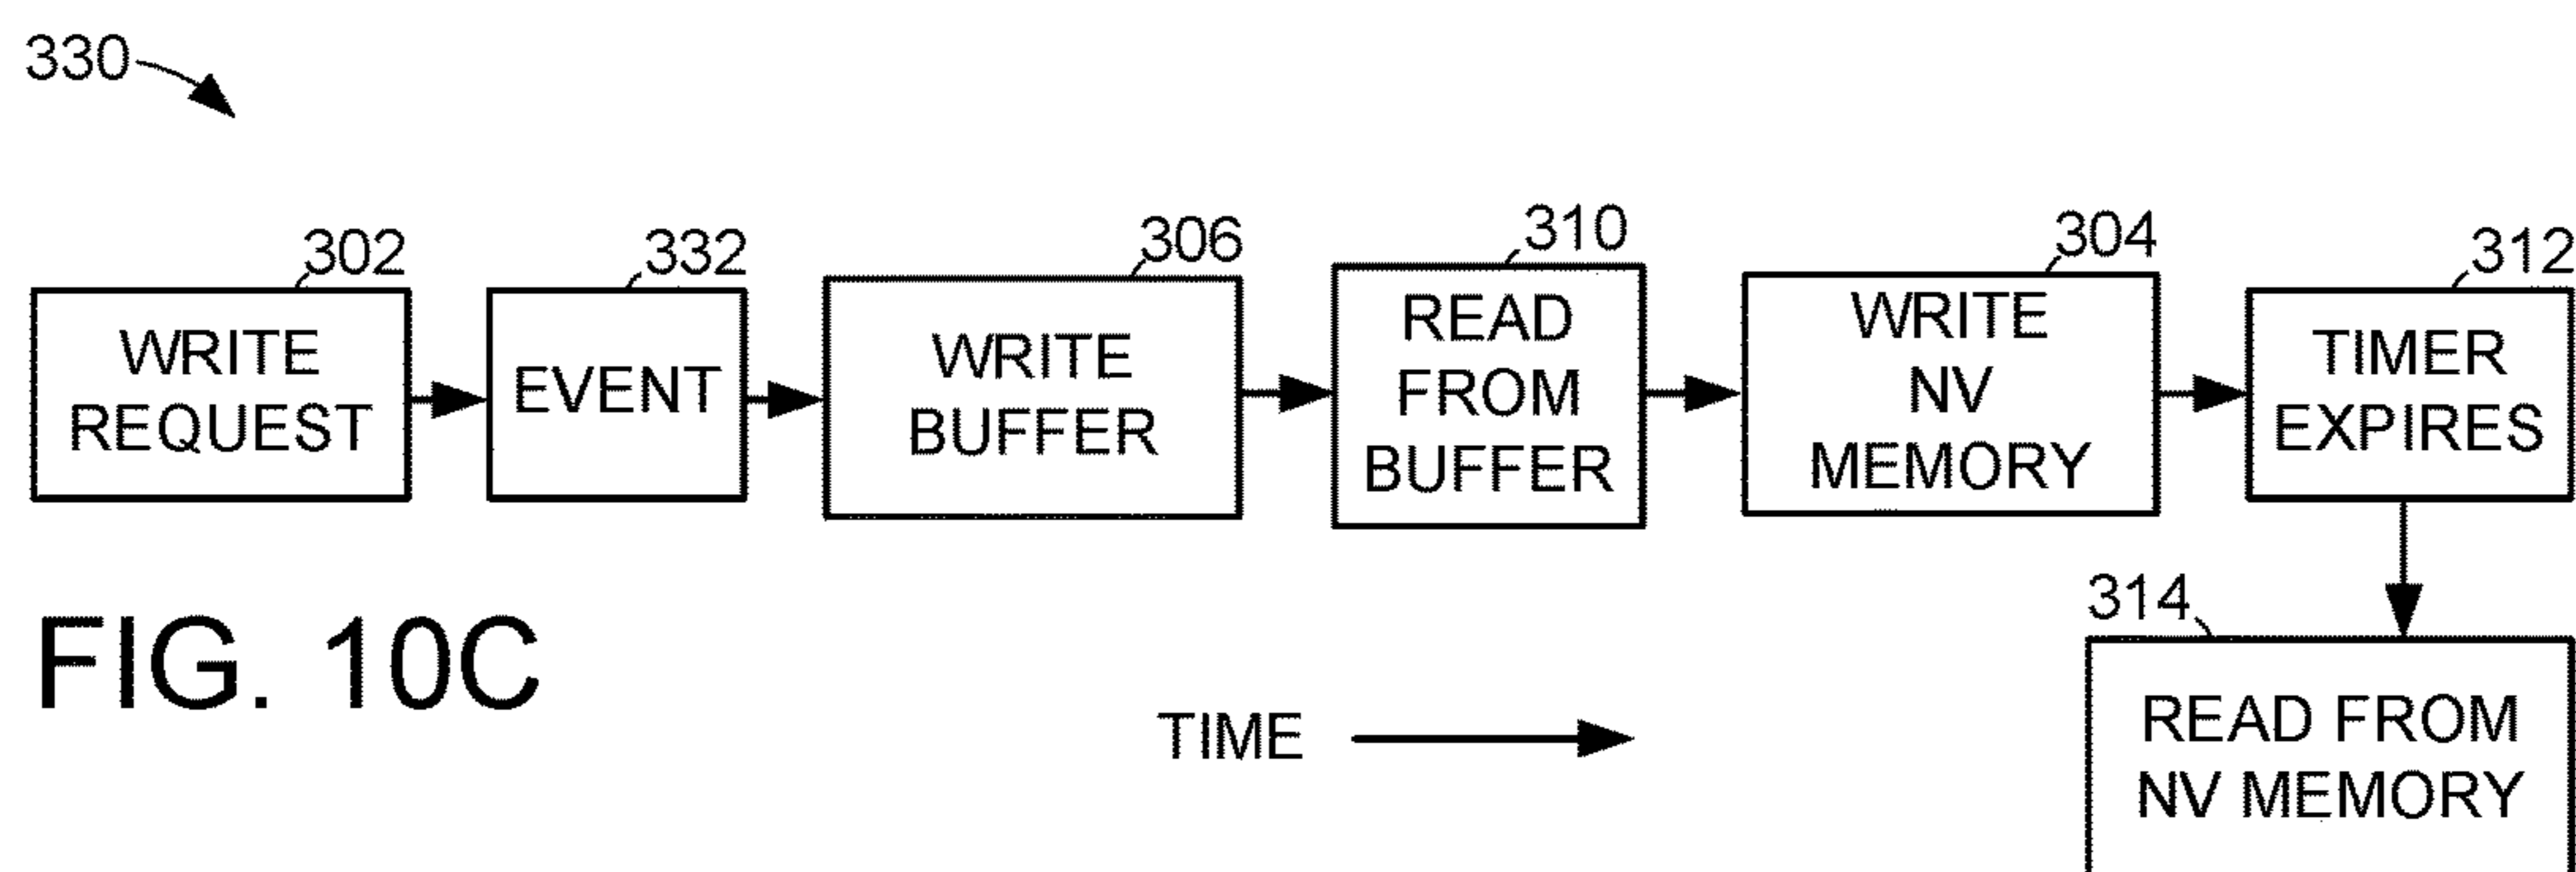 330
302
WRITE
REQUEST
332
EVENT
306
WRITE
BUFFER
310
READ
FROM
BUFFER
304
WRITE
NV
MEMORY
312
TIMER
EXPIRES
314
READ FROM
NV MEMORY
TIME
FIG. 10C